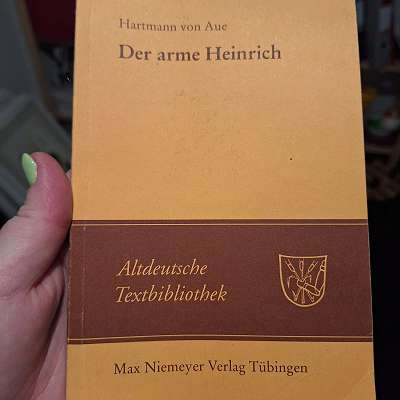 Hartmann von Aue
Der arme Heinrich
Altdeutsche
Textbibliothek
Max Niemeyer Verlag Tübingen